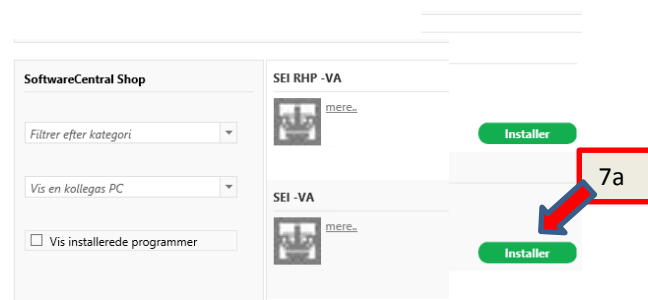 SoftwareCentral Shop
Filtrer efter kategori
Vis en kollegas PC
Vis installerede programmer
SEI RHP -VA
mere..
Installer
SEI -VA
mere..
Installer
7a